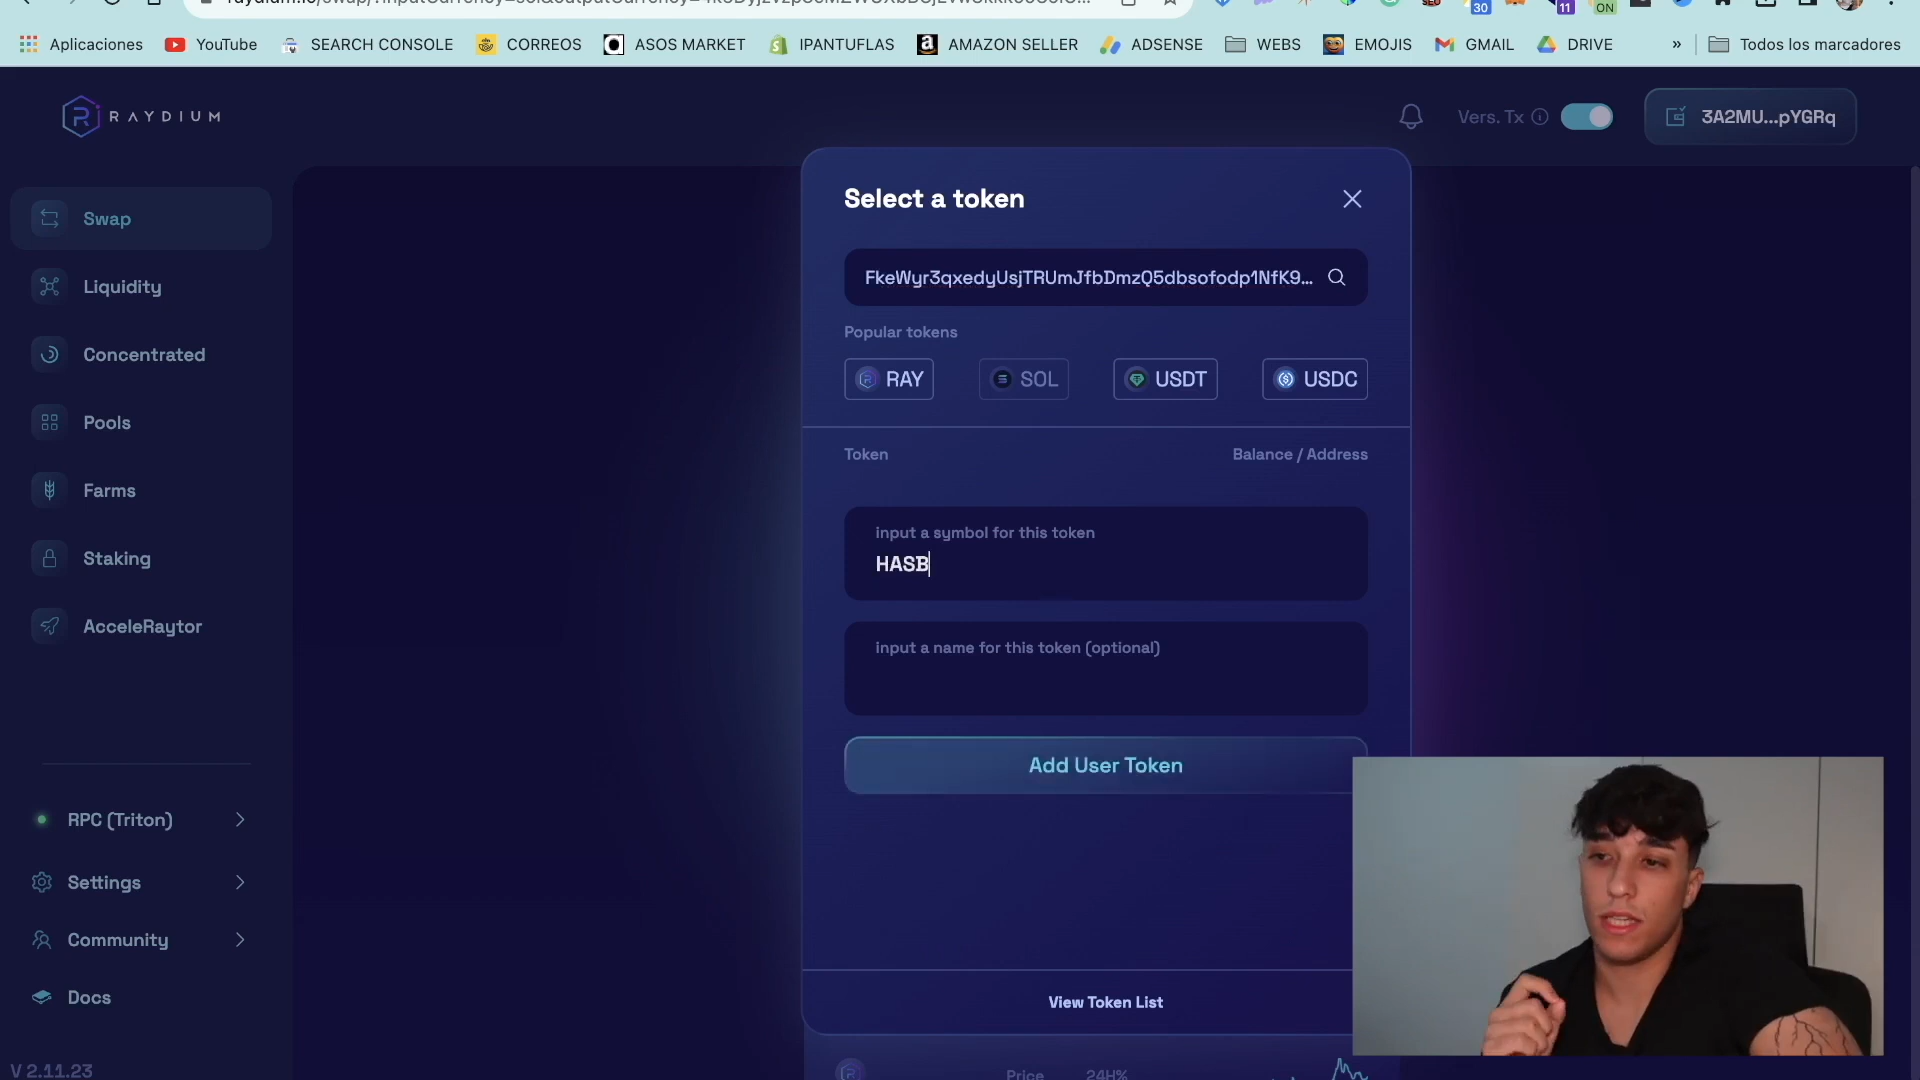 Aplicaciones YouTube SEARCH CONSOLE CORREOS ASOS MARKET IPANTUFLAS AMAZON SELLER ADSENSE WEBS EMOJIS GMAIL DRIVE » Todos los marcadores
30 11 ON
RAYDIUM
Vers. Tx
3A2MU...pYGRq
Swap
Liquidity
Concentrated
Pools
Farms
Staking
AcceleRaytor
RPC (Triton)
Settings
Community
Docs
V 2.11.23
Select a token
FkeWyr3qxedyUsjTRUmJfbDmzQ5dbsofodp1NfK9...
Popular tokens
RAY SOL USDT USDC
Token Balance / Address
input a symbol for this token
HASB
input a name for this token (optional)
Add User Token
View Token List
Price 24H%